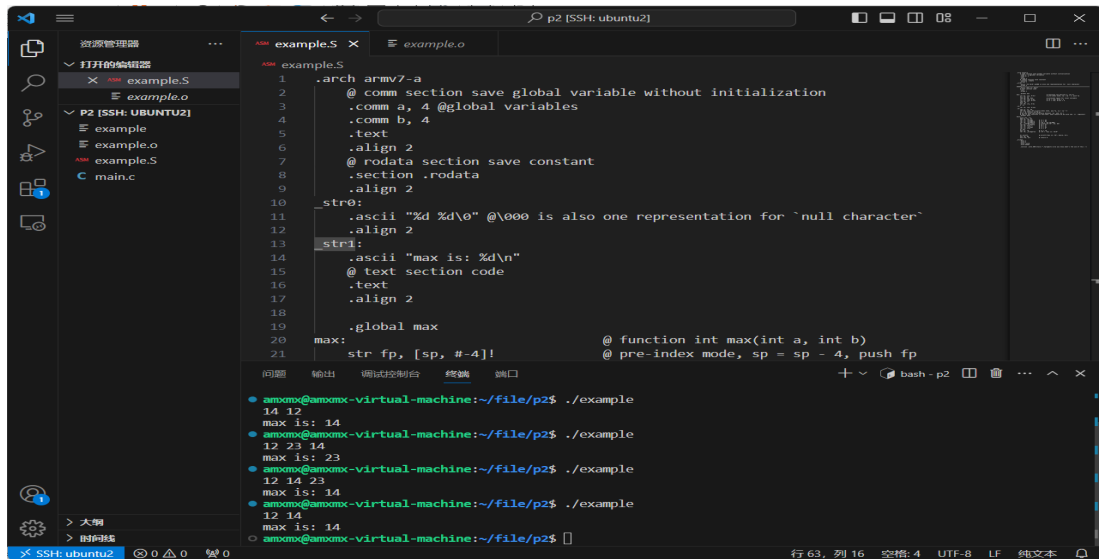 p2 [SSH: ubuntu2]
资源管理器 ...
打开的编辑器
ASM example.S
example.o
P2 [SSH: UBUNTU2]
example
example.o
ASM example.S
C main.c
1
大纲
时间线
1
ASM example.S
example.o
ASM example.S
1 .arch armv7-a
2 @ comm section save global variable without initialization
3 .comm a, 4 @global variables
4 .comm b, 4
5 .text
6 .align 2
7 @ rodata section save constant
8 .section .rodata
9 .align 2
10 _str0:
11 .ascii "%d %d\0" @\000 is also one representation for `null character`
12 .align 2
13 _str1:
14 .ascii "max is: %d\n"
15 @ text section code
16 .text
17 .align 2
18
19 .global max
20 max: @ function int max(int a, int b)
21 str fp, [sp, #-4]! @ pre-index mode, sp = sp - 4, push fp
问题 输出 调试控制台 终端 端口 bash - p2
amxmx@amxmx-virtual-machine:~/file/p2$ ./example
14 12
max is: 14
amxmx@amxmx-virtual-machine:~/file/p2$ ./example
12 23 14
max is: 23
amxmx@amxmx-virtual-machine:~/file/p2$ ./example
12 14 23
max is: 14
amxmx@amxmx-virtual-machine:~/file/p2$ ./example
12 14
max is: 14
amxmx@amxmx-virtual-machine:~/file/p2$
SSH: ubuntu2 0 0 0 行 63, 列 16 空格: 4 UTF-8 LF 纯文本